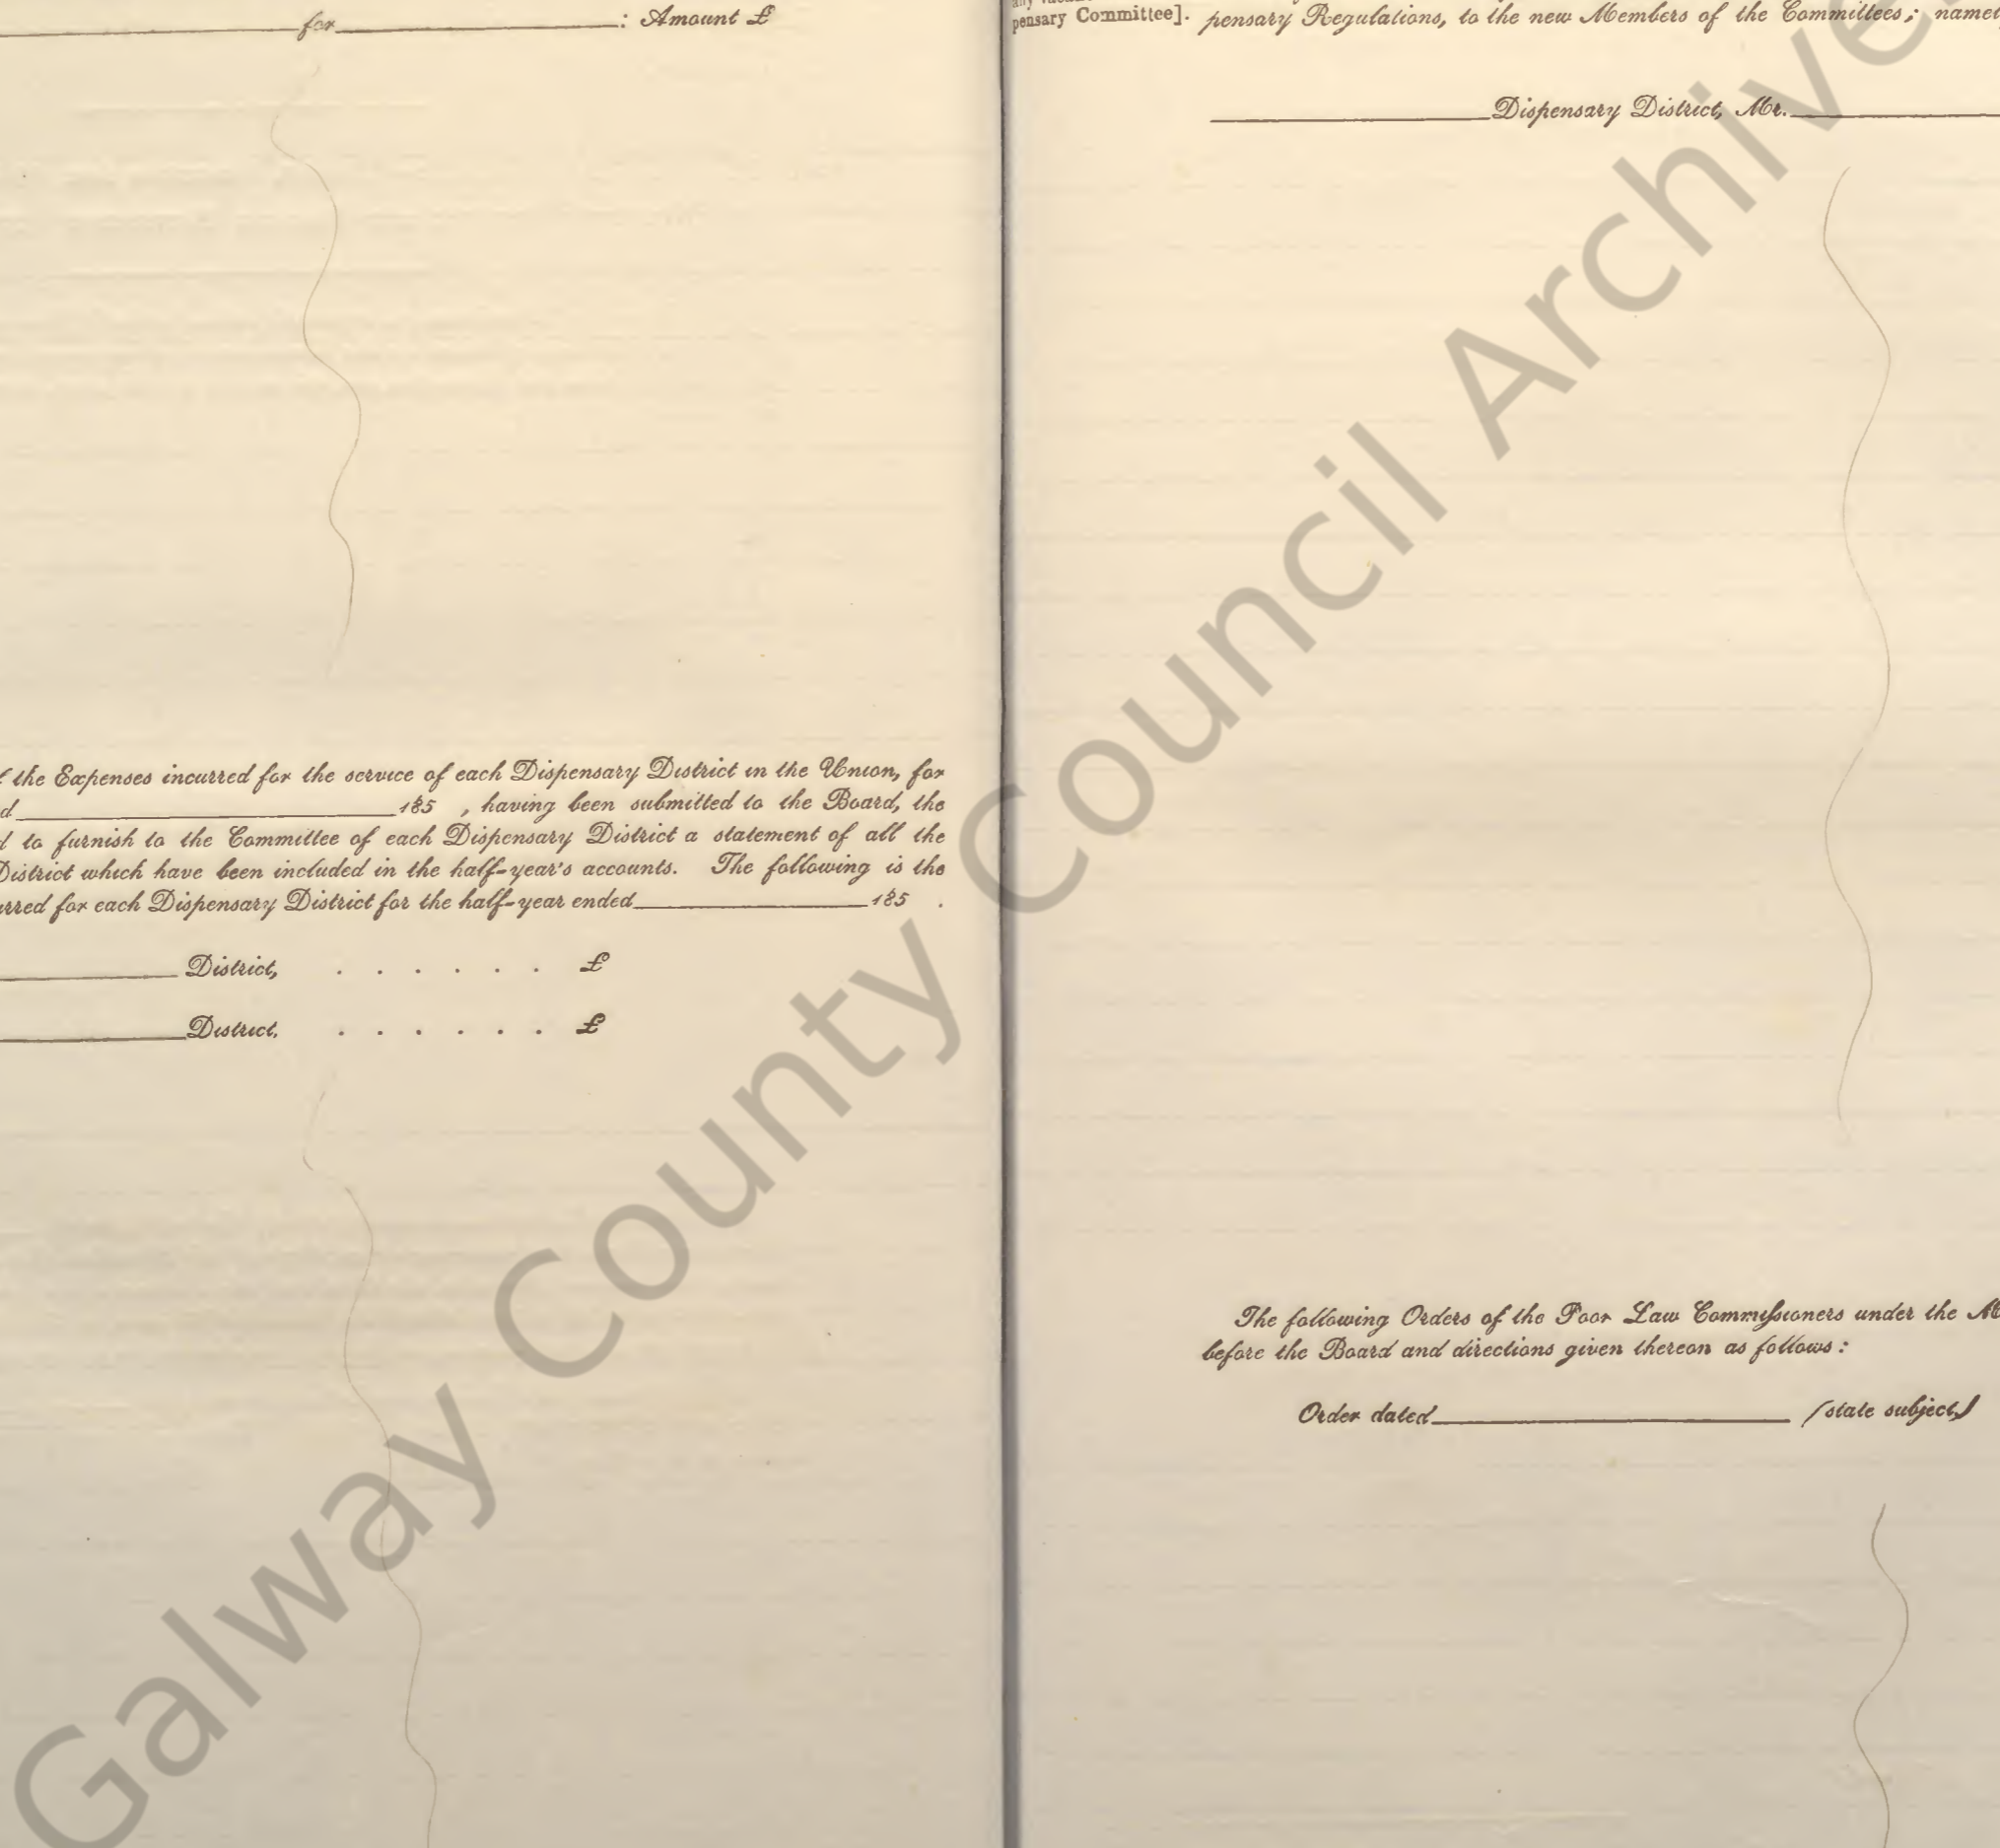 for : Amount £
the Expenses incurred for the service of each Dispensary District in the Union, for
185 , having been submitted to the Board, the
to furnish to the Committee of each Dispensary District a statement of all the
District which have been included in the half-year's accounts. The following is the
for each Dispensary District for the half-year ended 185 .
District, . . . . . . £
District, . . . . . . £
pensary Committee].
pensary Regulations, to the new Members of the Committees;
Dispensary District, Mr.
The following Orders of the Poor Law Commissioners under the
before the Board and directions given thereon as follows:
Order dated (state subject)
Galway County Council Archive